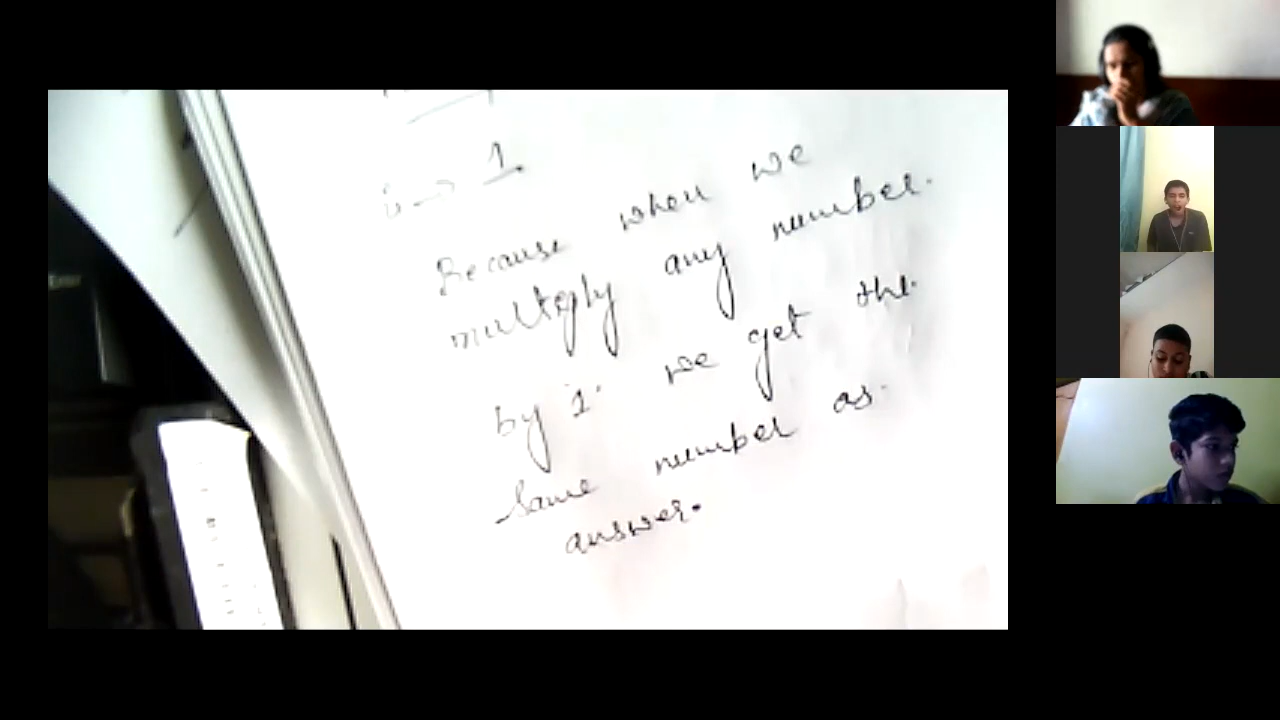 1.
Because when we
multiply any number.
by '1' we get the
same number as.
answer.